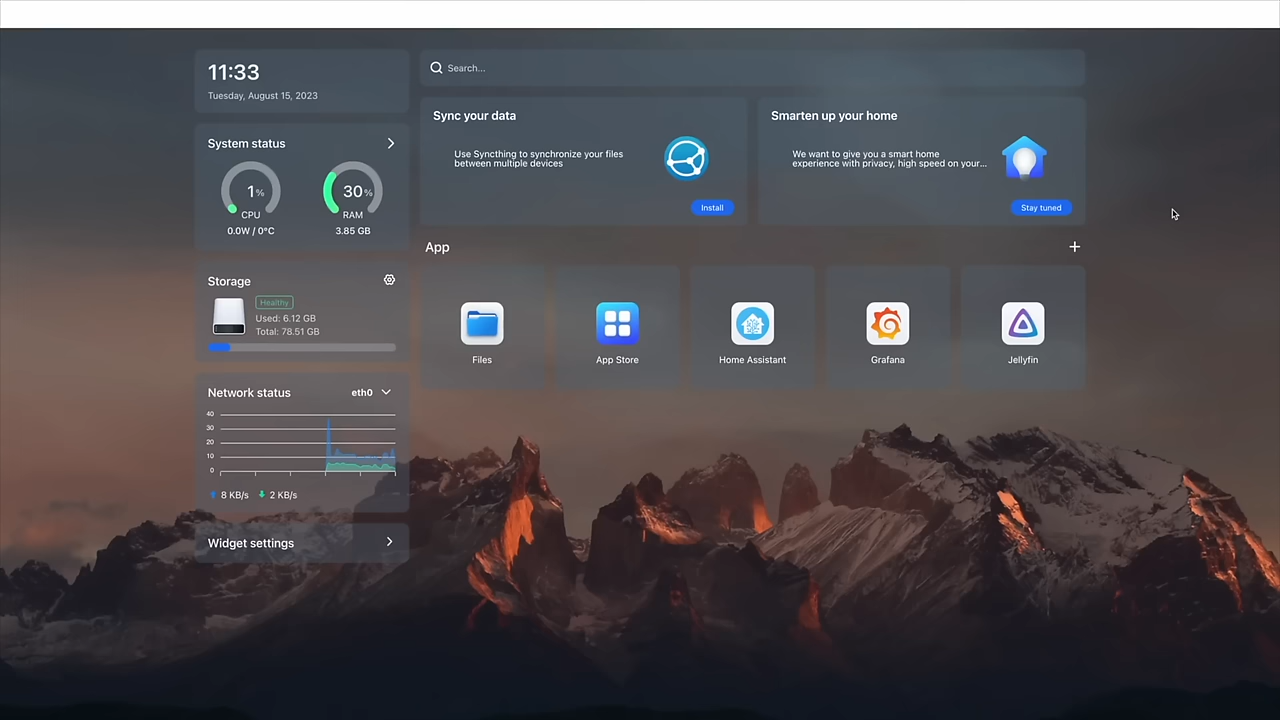 11:33
Tuesday, August 15, 2023
System status
1%
30%
CPU
RAM
0.0W / 0°C
3.85 GB
Storage
Healthy
Used: 6.12 GB
Total: 78.51 GB
Network status
eth0
40
30
20
10
0
8 KB/s
2 KB/s
Widget settings
Search...
Sync your data
Use Syncthing to synchronize your files
between multiple devices
Install
Smarten up your home
We want to give you a smart home
experience with privacy, high speed on your...
Stay tuned
App
+
Files
App Store
Home Assistant
Grafana
Jellyfin